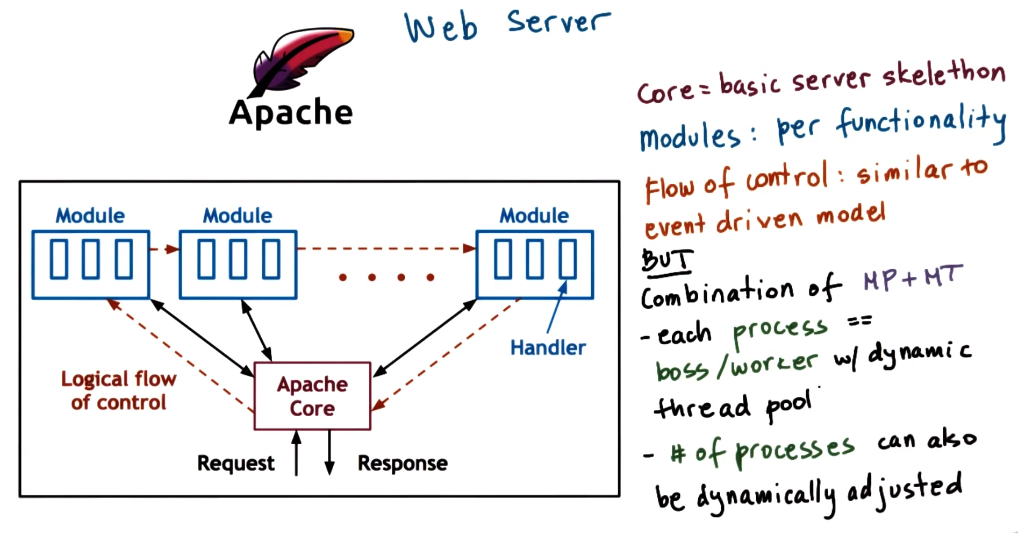 Web Server
Apache
Core = basic server skelethon
modules: per functionality
Flow of control: similar to
event driven model
BUT
Combination of MP+MT
- each process ==
boss/worker w/ dynamic
thread pool
- # of processes can also
be dynamically adjusted
Module
Module
Module
Handler
Logical flow
of control
Apache
Core
Request
Response